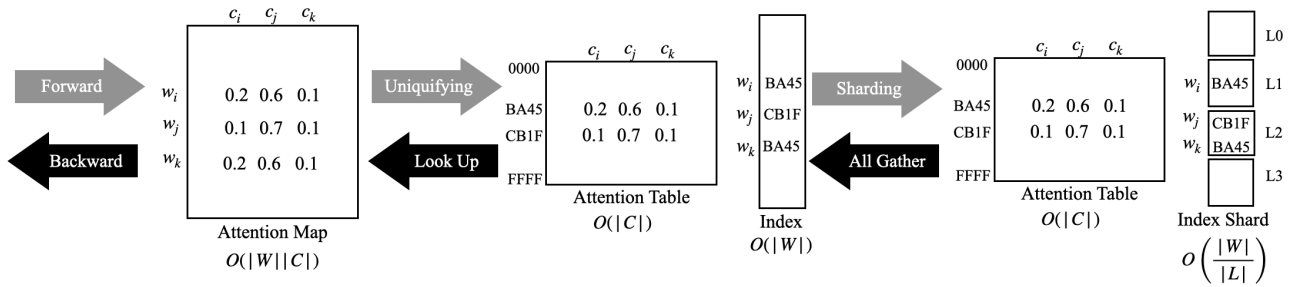 Forward
Backward
c_i c_j c_k
w_i 0.2 0.6 0.1
w_j 0.1 0.7 0.1
w_k 0.2 0.6 0.1
Attention Map
O(|W||C|)
Uniquifying
Look Up
c_i c_j c_k
0000
BA45 0.2 0.6 0.1
CB1F 0.1 0.7 0.1
FFFF
Attention Table
O(|C|)
w_i BA45
w_j CB1F
w_k BA45
Index
O(|W|)
Sharding
All Gather
c_i c_j c_k
0000
BA45 0.2 0.6 0.1
CB1F 0.1 0.7 0.1
FFFF
Attention Table
O(|C|)
L0
w_i BA45 L1
w_j CB1F
L2
w_k BA45
L3
Index Shard
O(|W|/|L|)